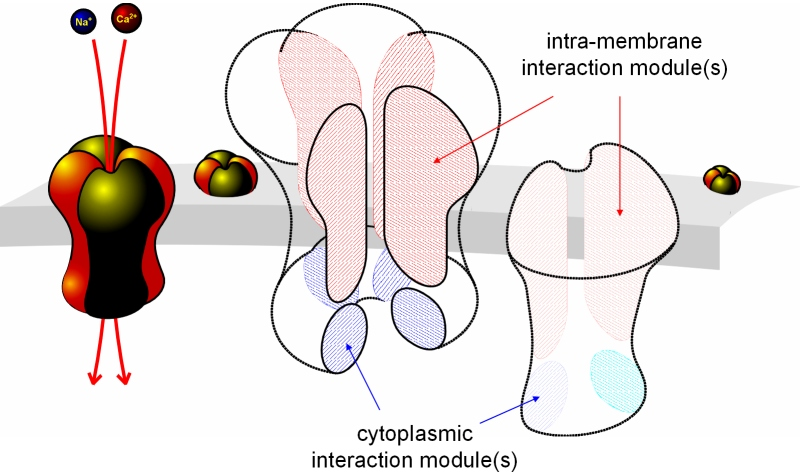 Na⁺
Ca²⁺
intra-membrane
interaction module(s)
cytoplasmic
interaction module(s)